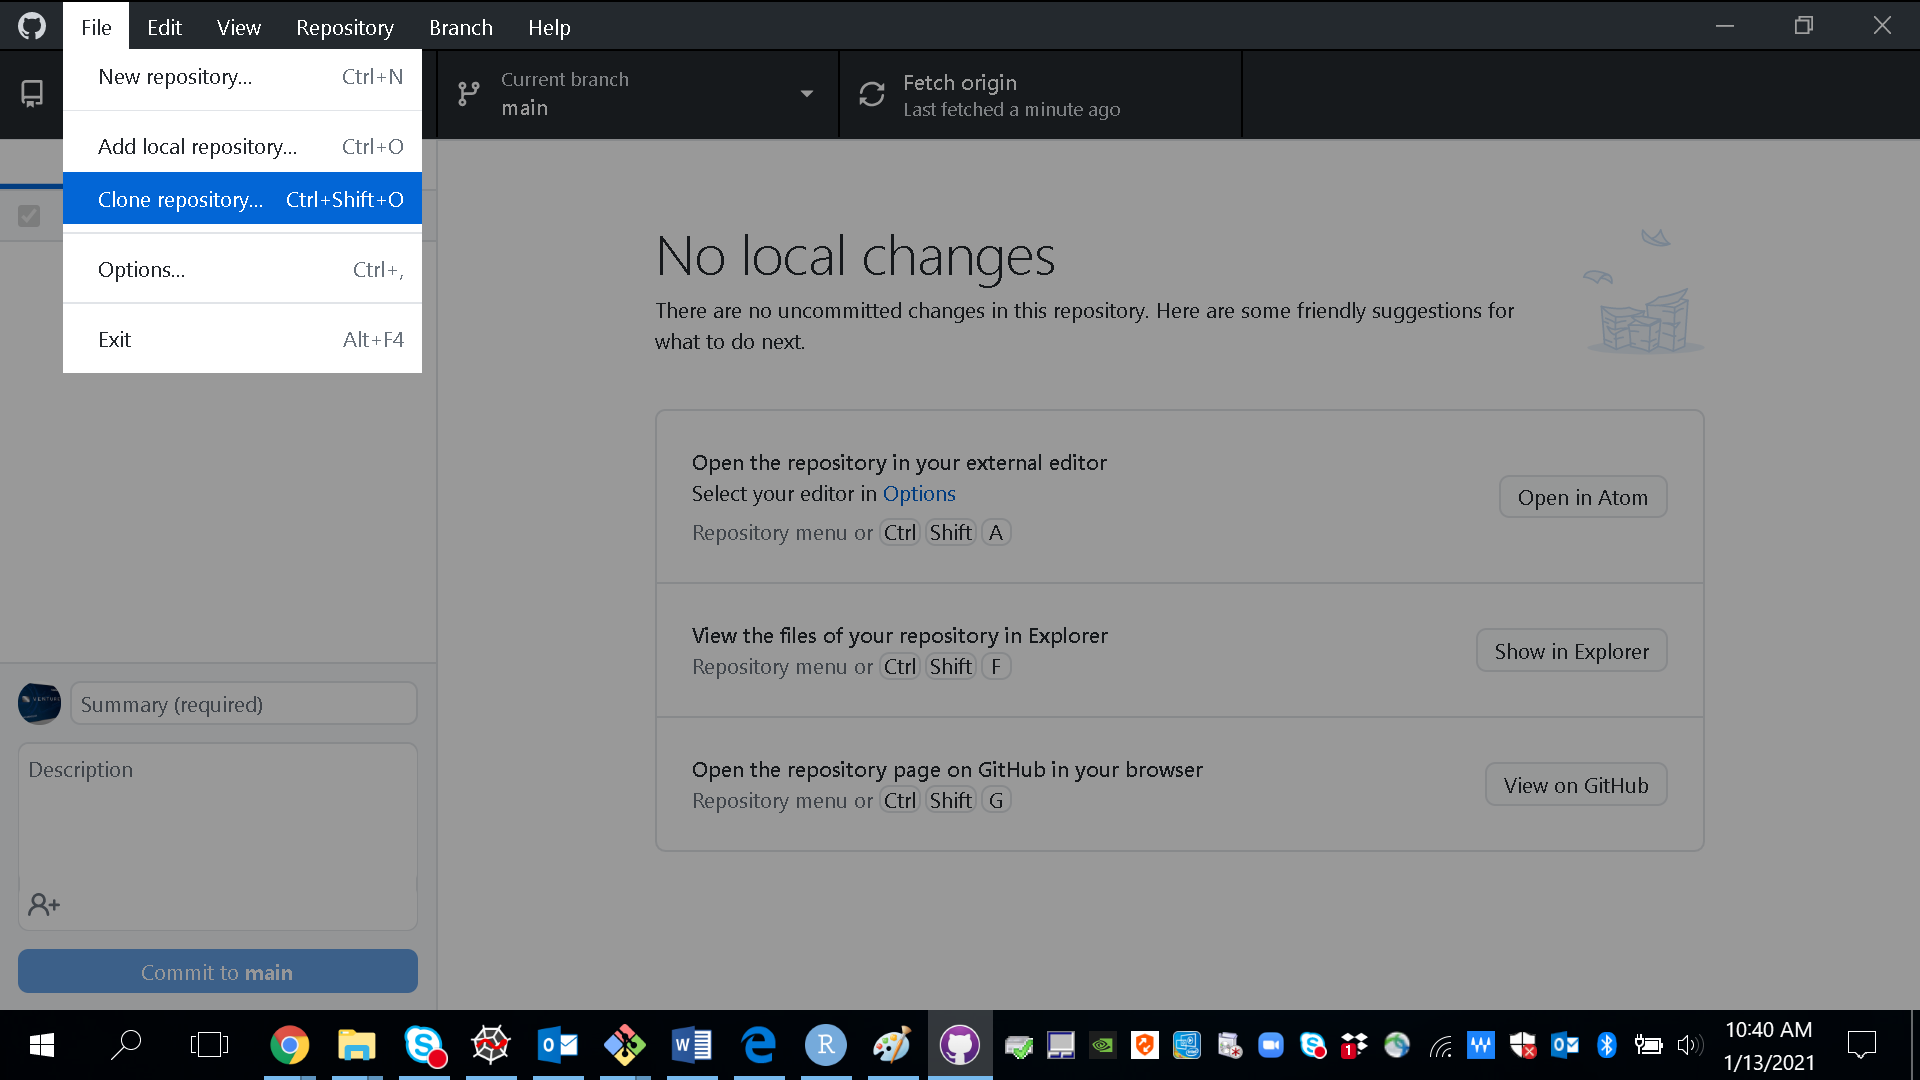 File Edit View Repository Branch Help
New repository... Ctrl+N
Add local repository... Ctrl+O
Clone repository... Ctrl+Shift+O
Options... Ctrl+,
Exit Alt+F4
Current branch
main
Fetch origin
Last fetched a minute ago
No local changes
There are no uncommitted changes in this repository. Here are some friendly suggestions for
what to do next.
Open the repository in your external editor
Select your editor in Options
Repository menu or Ctrl Shift A
Open in Atom
View the files of your repository in Explorer
Repository menu or Ctrl Shift F
Show in Explorer
Open the repository page on GitHub in your browser
Repository menu or Ctrl Shift G
View on GitHub
Summary (required)
Description
Commit to main
10:40 AM
1/13/2021